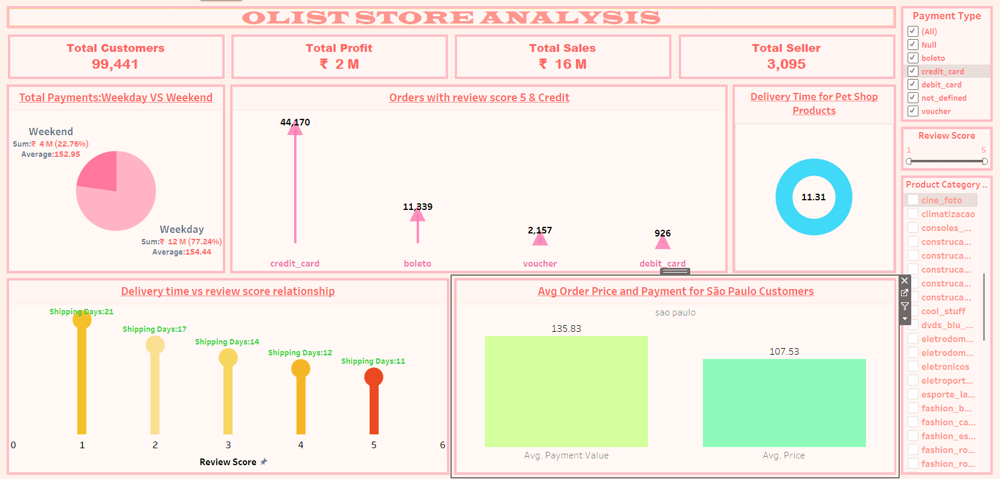 OLIST STORE ANALYSIS
Total Customers
99,441
Total Profit
₹ 2 M
Total Sales
₹ 16 M
Total Seller
3,095
Total Payments:Weekday VS Weekend
Weekend
Sum:₹ 4 M (22.76%)
Average:152.95
Weekday
Sum:₹ 12 M (77.24%)
Average:154.44
Orders with review score 5 & Credit
44,170
11,339
2,157
926
credit_card
boleto
voucher
debit_card
Delivery Time for Pet Shop
Products
11.31
Delivery time vs review score relationship
Shipping Days:21
Shipping Days:17
Shipping Days:14
Shipping Days:12
Shipping Days:11
0 1 2 3 4 5 6
Review Score
Avg Order Price and Payment for São Paulo Customers
sao paulo
135.83
107.53
Avg. Payment Value
Avg. Price
Payment Type
(All)
Null
boleto
credit_card
debit_card
not_defined
voucher
Review Score
1 5
Product Category ..
cine_foto
climatizacao
consoles_...
construca...
construca...
construca...
construca...
construca...
cool_stuff
dvds_blu_...
eletrodom...
eletrodom...
eletronicos
eletroport...
esporte_la...
fashion_b...
fashion_ca...
fashion_es...
fashion_ro...
fashion_ro...